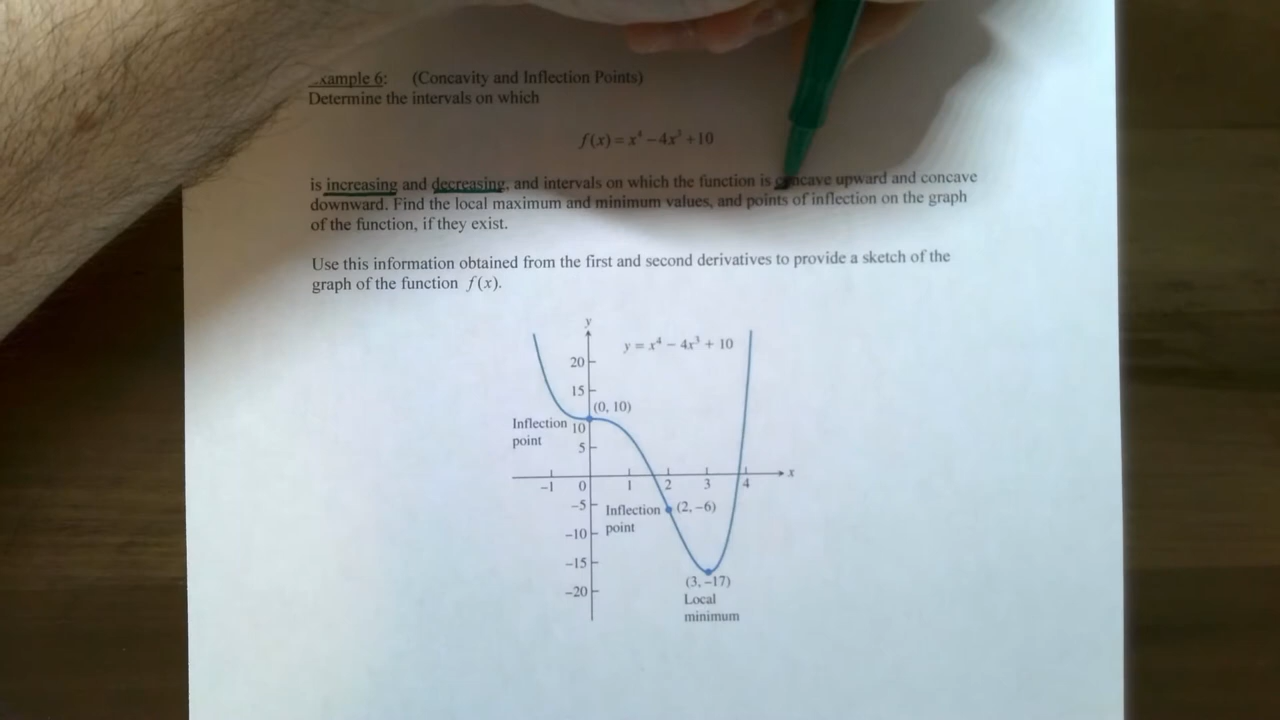 Example 6: (Concavity and Inflection Points)
Determine the intervals on which
f(x) = x⁴ − 4x³ + 10
is increasing and decreasing, and intervals on which the function is concave upward and concave
downward. Find the local maximum and minimum values, and points of inflection on the graph
of the function, if they exist.
Use this information obtained from the first and second derivatives to provide a sketch of the
graph of the function f(x).
y
y = x⁴ − 4x³ + 10
20
15
(0, 10)
Inflection
point
10
5
−1 0 1 2 3 4 x
−5
Inflection
point
(2, −6)
−10
−15
(3, −17)
Local
minimum
−20